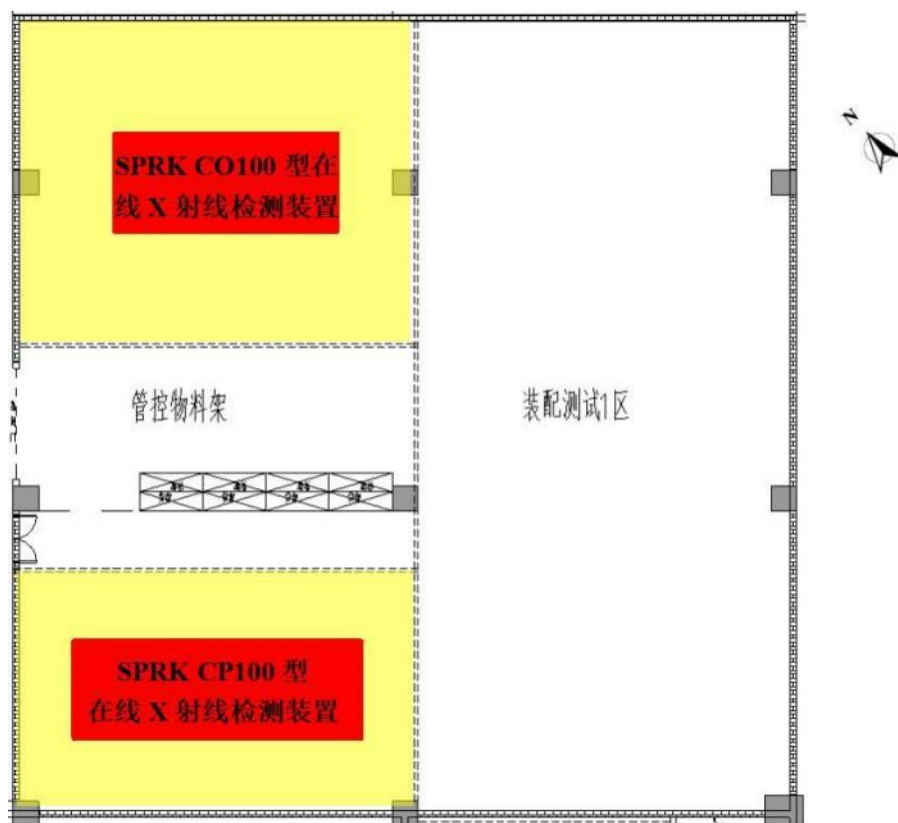 SPRK CO100 型在
线 X 射线检测装置
N
管控物料架
装配测试1区
SPRK CP100 型
在线 X 射线检测装置